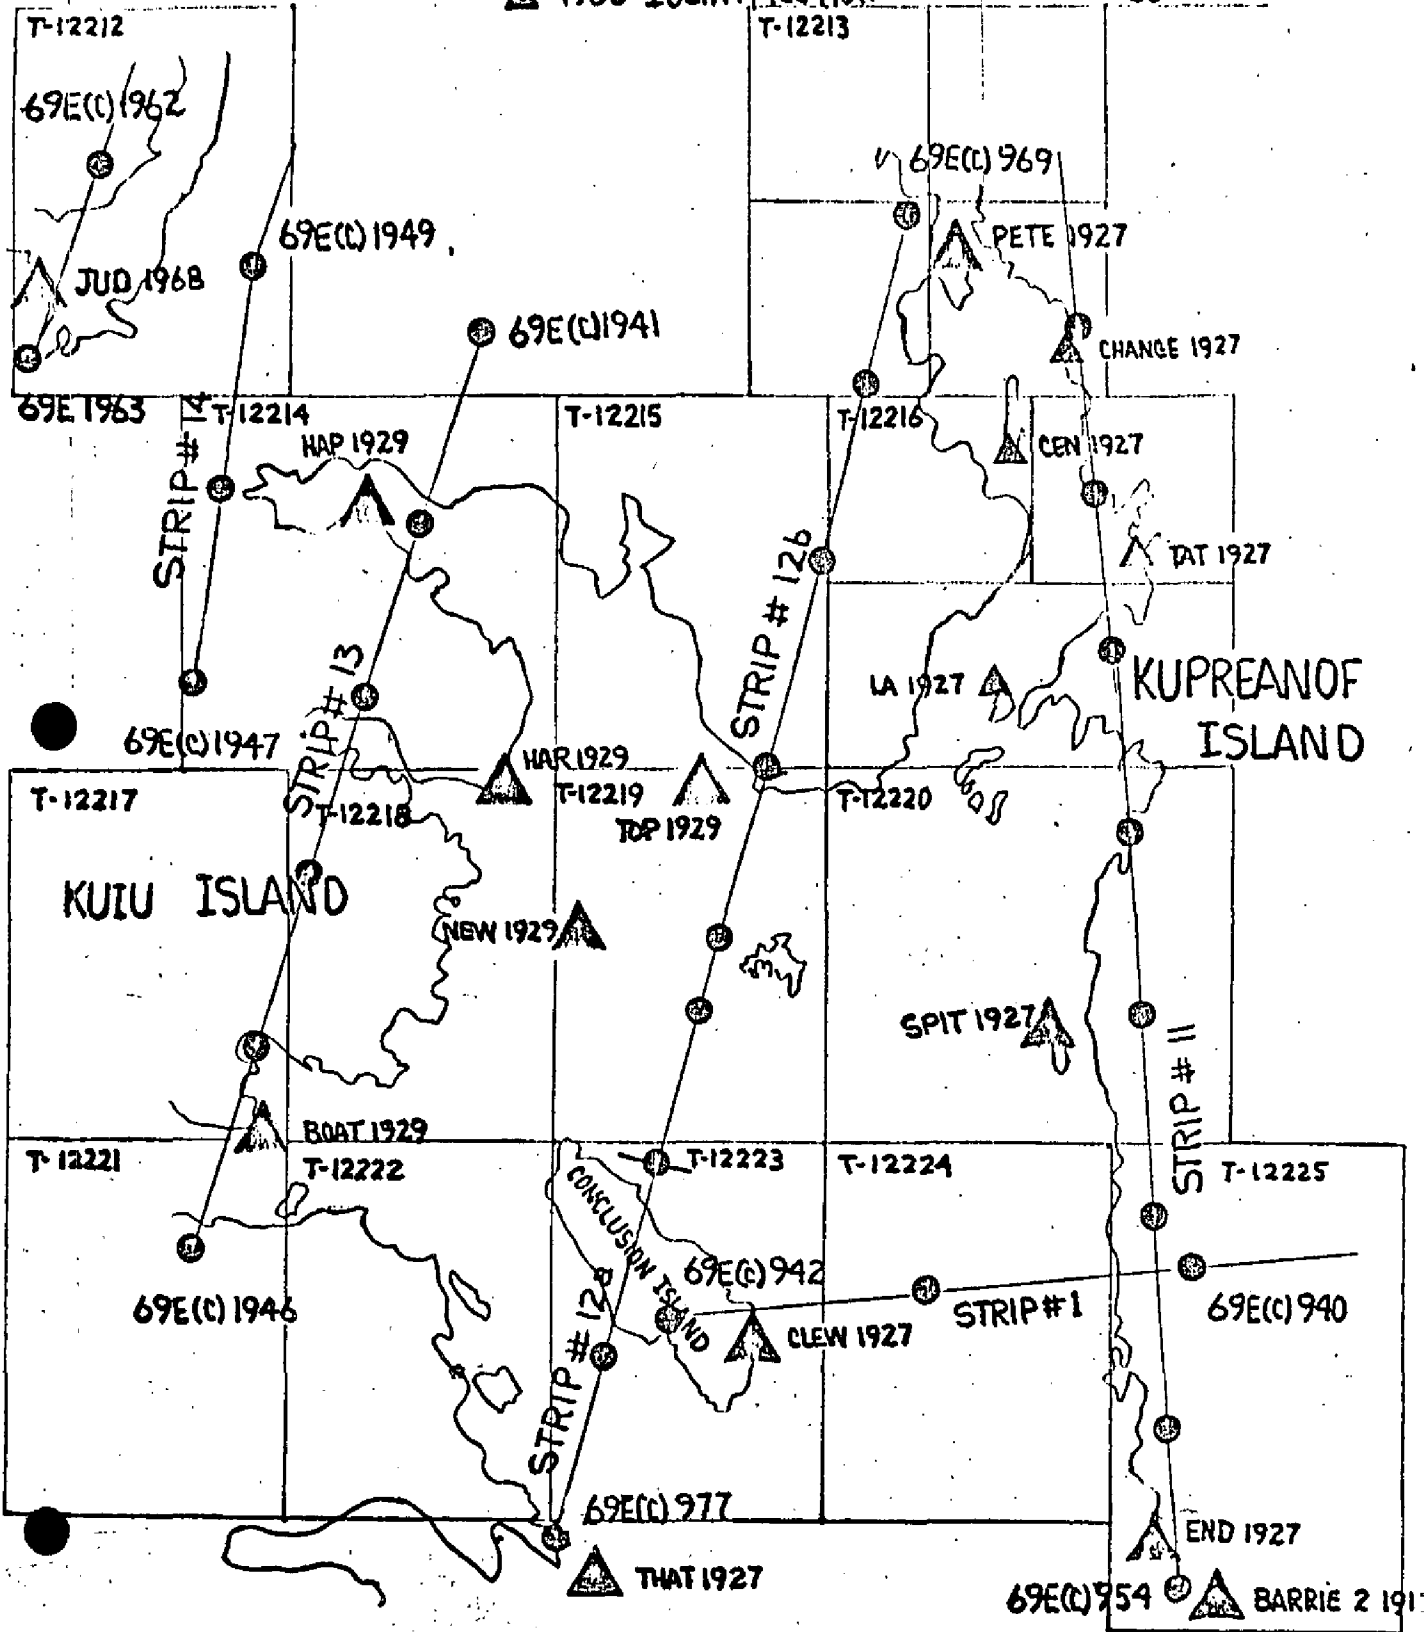 T-12212
T-12213
69E(C)1962
69E(C)969
69E(C)1949
PETE 1927
JUD 1968
69E(C)1941
CHANGE 1927
69E 1963
T-12214
T-12215
T-12216
HAP 1929
CEN 1927
STRIP # 14
TAT 1927
STRIP # 12b
STRIP # 13
LA 1927
KUPREANOF
ISLAND
69E(C)1947
HAR 1929
T-12217
T-12218
T-12219
T-12220
TOP 1929
KUIU ISLAND
NEW 1929
SPIT 1927
STRIP # 11
BOAT 1929
T-12221
T-12222
T-12223
T-12224
T-12225
CONCLUSION ISLAND
69E(C)942
69E(C)1946
STRIP #1
69E(C)940
CLEW 1927
STRIP # 12a
69E(C)977
END 1927
THAT 1927
69E(C)954
BARRIE 2